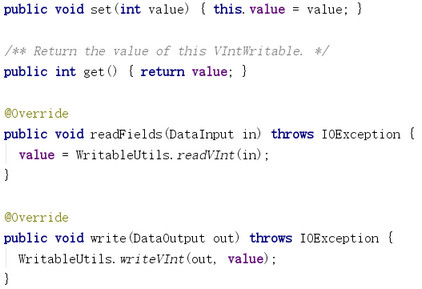 public void set(int value) { this.value = value; }
/** Return the value of this VIntWritable. */
public int get() { return value; }
@Override
public void readFields(DataInput in) throws IOException {
value = WritableUtils.readVInt(in);
}
@Override
public void write(DataOutput out) throws IOException {
WritableUtils.writeVInt(out, value);
}